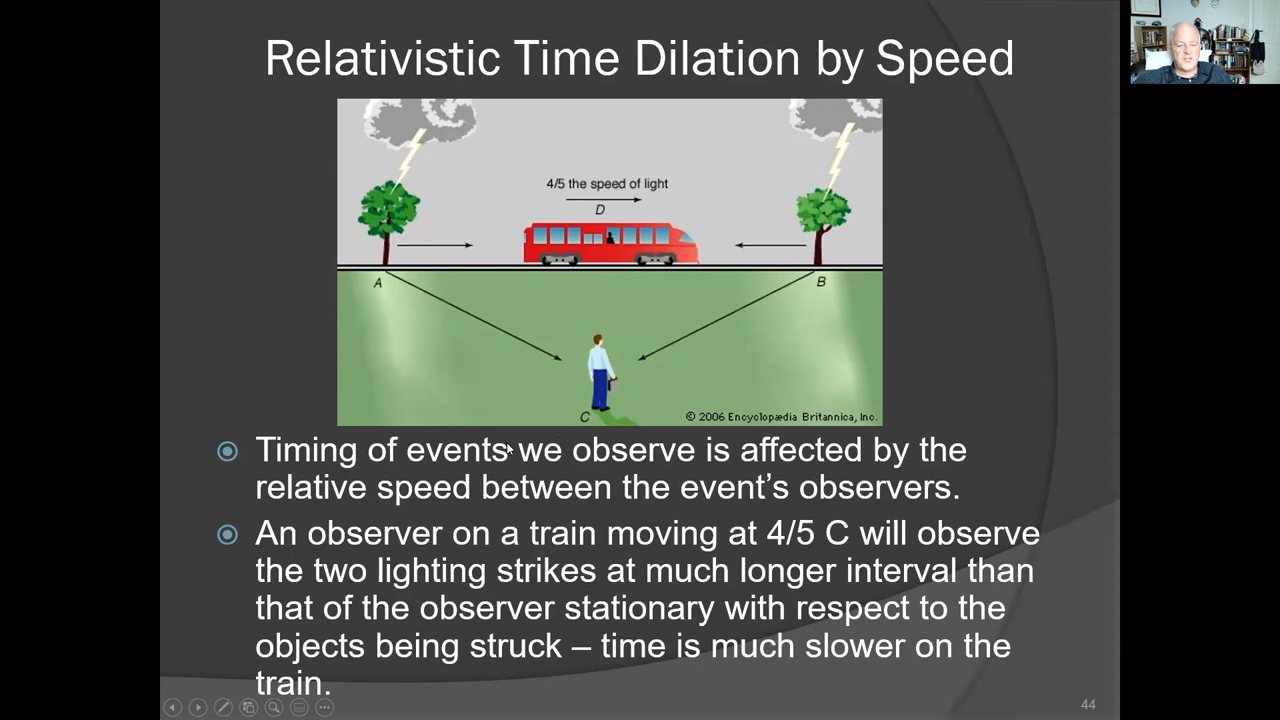 Relativistic Time Dilation by Speed
4/5 the speed of light
D
A
B
C
© 2006 Encyclopædia Britannica, Inc.
Timing of events we observe is affected by the
relative speed between the event’s observers.
An observer on a train moving at 4/5 C will observe
the two lighting strikes at much longer interval than
that of the observer stationary with respect to the
objects being struck – time is much slower on the
train.
44